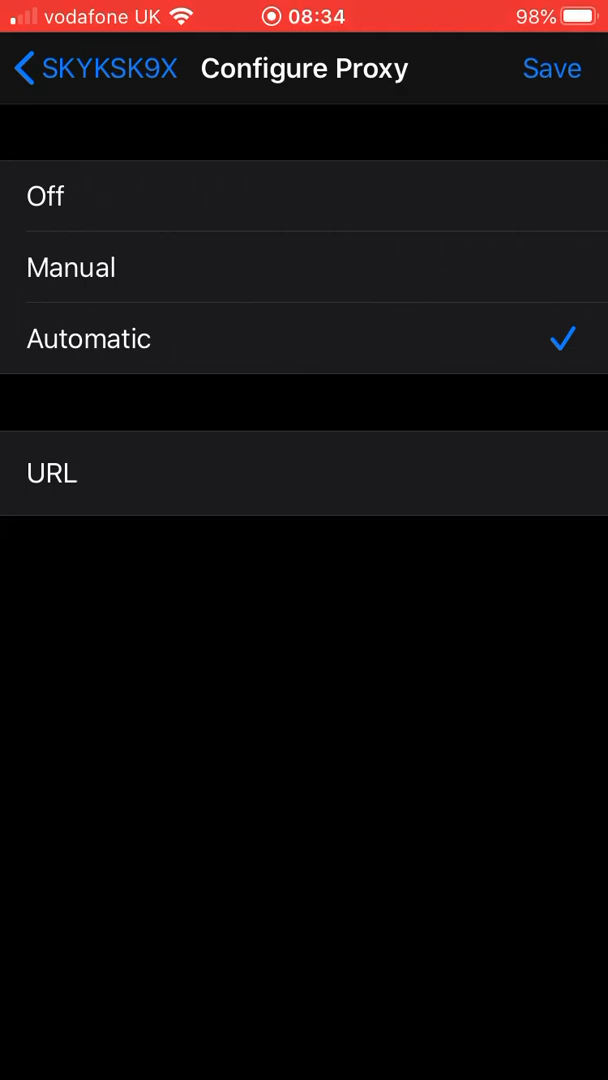 vodafone UK 08:34 98%
SKYKSK9X Configure Proxy Save
Off
Manual
Automatic
URL